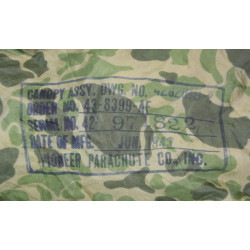 CANOPY ASSY. DWG. NO.
ORDER NO. 43-8399-AF
SERIAL NO. 42 97 1822
DATE OF MFG. JUN. 1943
PIONEER PARACHUTE CO., INC.